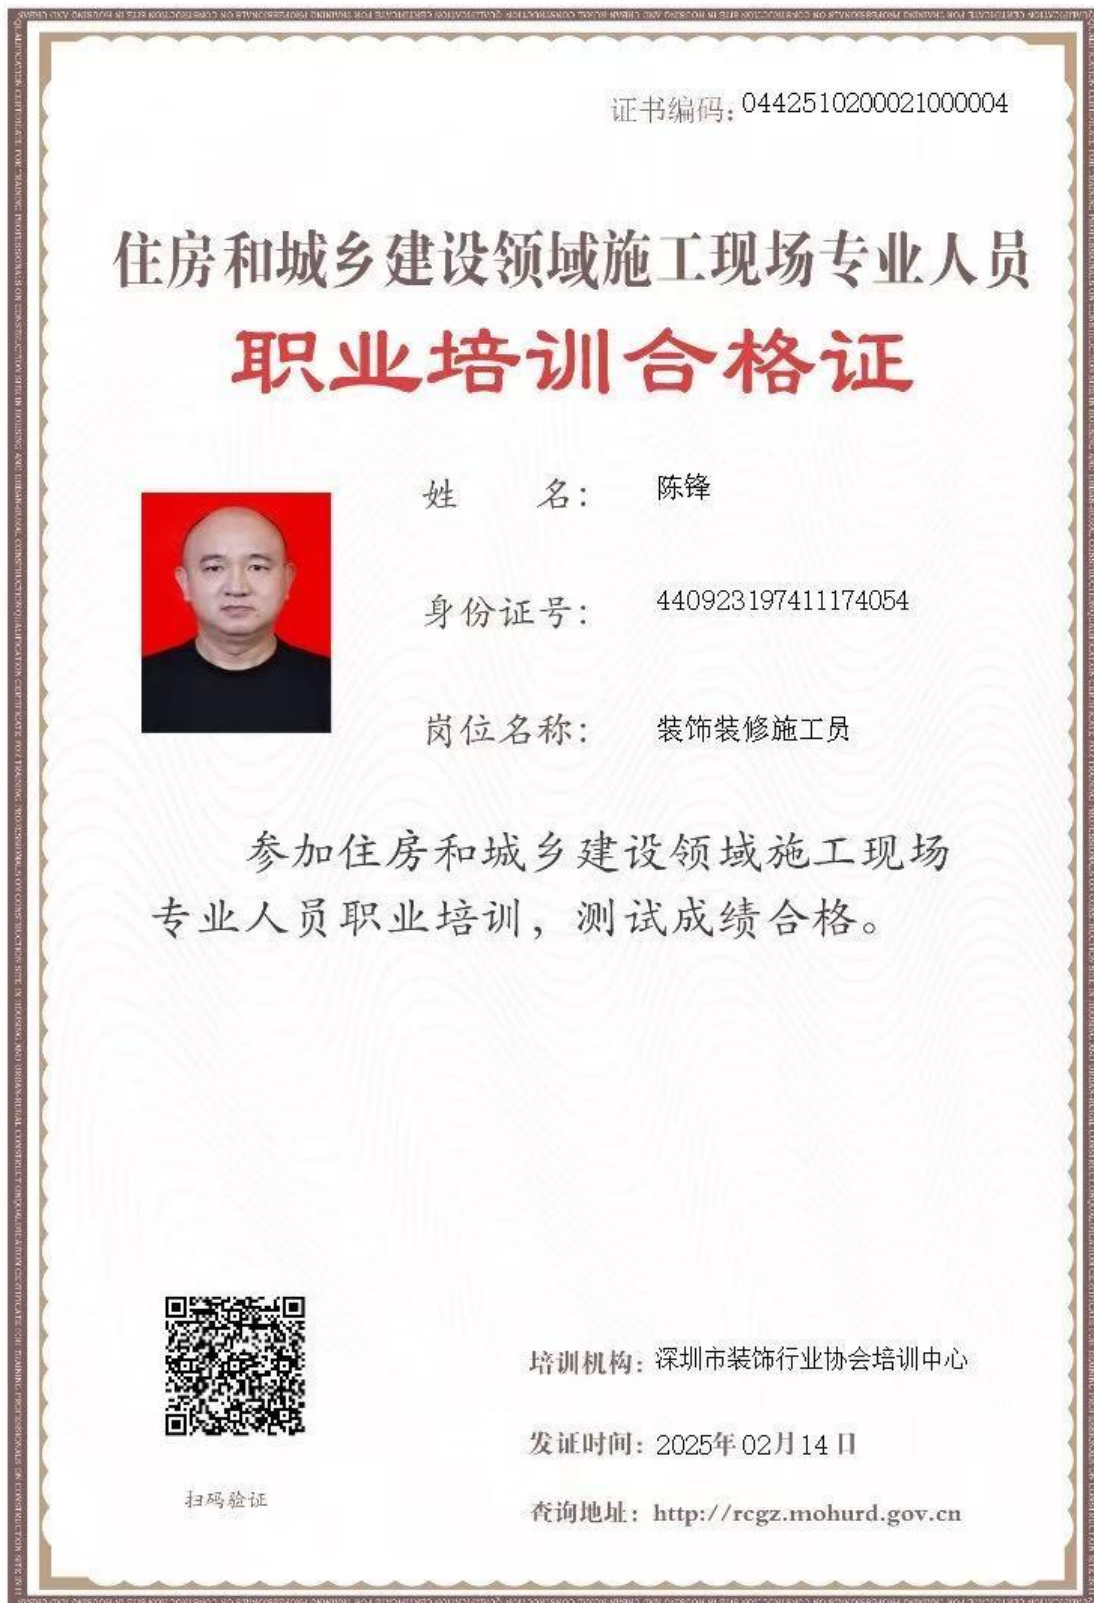 证书编码: 0442510200021000004
住房和城乡建设领域施工现场专业人员
职业培训合格证
姓 名: 陈锋
身份证号: 440923197411174054
岗位名称: 装饰装修施工员
参加住房和城乡建设领域施工现场
专业人员职业培训，测试成绩合格。
培训机构: 深圳市装饰行业协会培训中心
发证时间: 2025年02月14日
扫码验证
查询地址: http://rcgz.mohurd.gov.cn